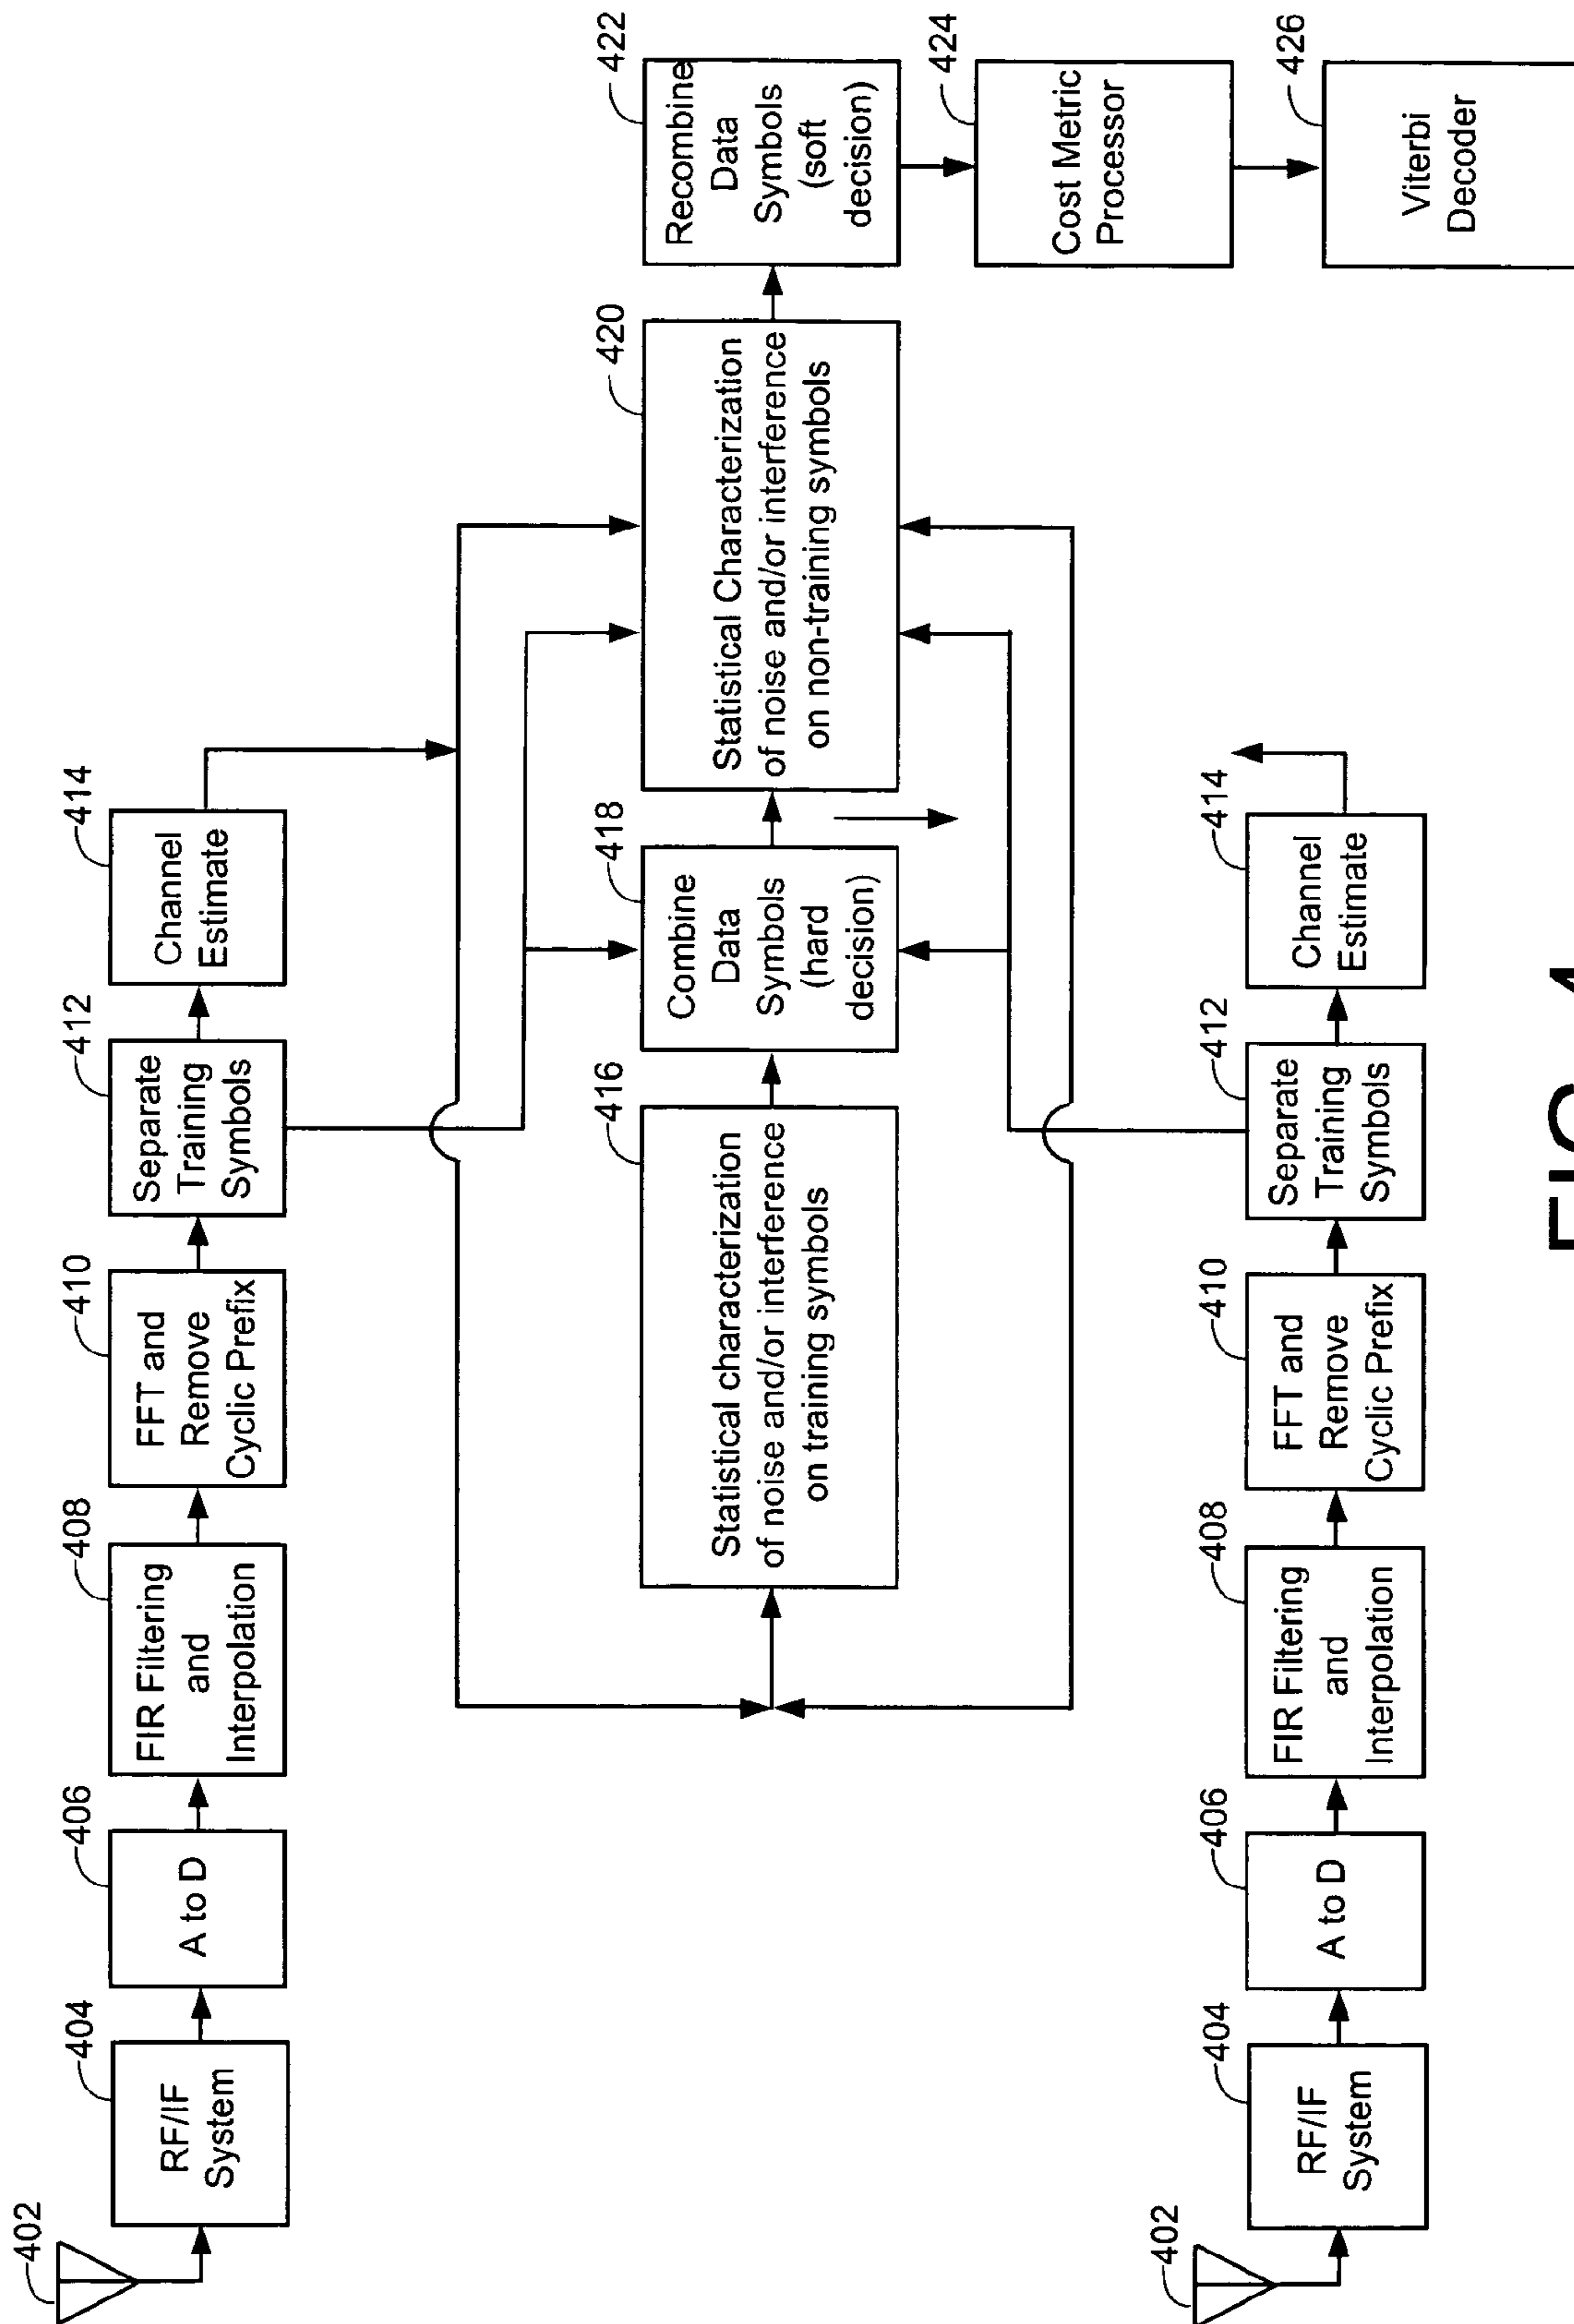 402
404
RF/IF
System
406
A to D
408
FIR Filtering
and
Interpolation
410
FFT and
Remove
Cyclic Prefix
412
Separate
Training
Symbols
414
Channel
Estimate
416
Statistical characterization
of noise and/or interference
on training symbols
418
Combine
Data
Symbols
(hard
decision)
420
Statistical Characterization
of noise and/or interference
on non-training symbols
422
Recombine
Data
Symbols
(soft
decision)
424
Cost Metric
Processor
426
Viterbi
Decoder
402
404
RF/IF
System
406
A to D
408
FIR Filtering
and
Interpolation
410
FFT and
Remove
Cyclic Prefix
412
Separate
Training
Symbols
414
Channel
Estimate